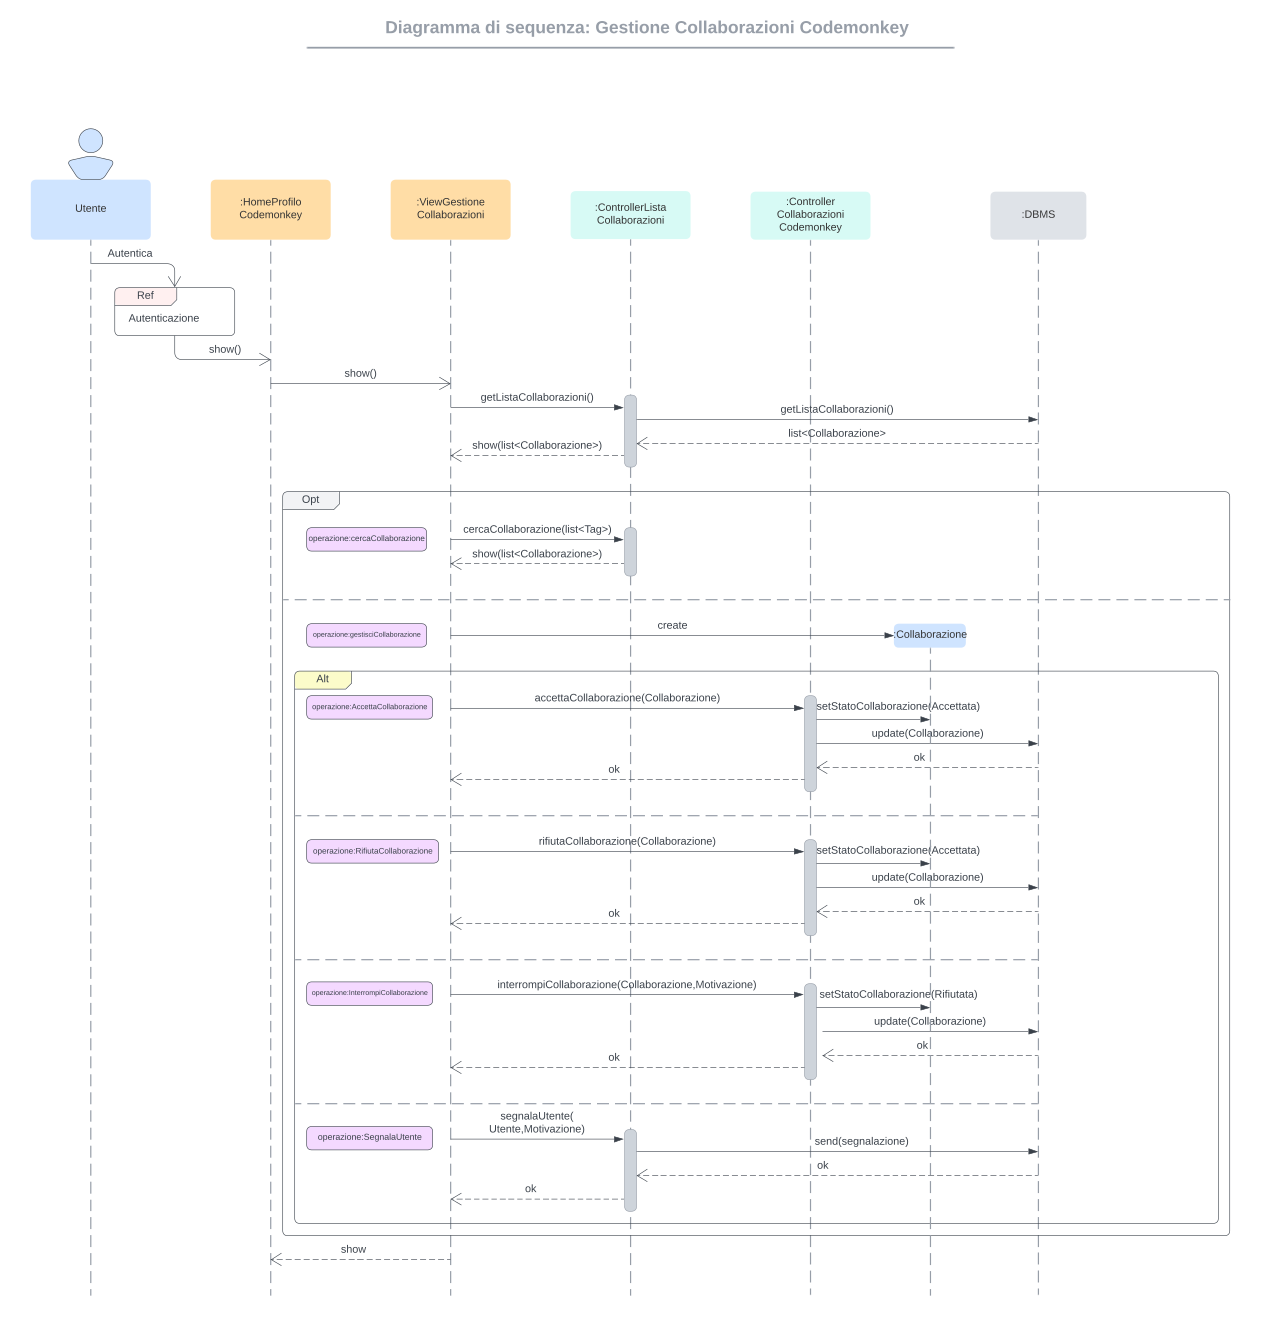 Diagramma di sequenza: Gestione Collaborazioni Codemonkey
Utente
:HomeProfilo
Codemonkey
:ViewGestione
Collaborazioni
:ControllerLista
Collaborazioni
:Controller
Collaborazioni
Codemonkey
:DBMS
Autentica
Ref
Autenticazione
show()
show()
getListaCollaborazioni()
getListaCollaborazioni()
list<Collaborazione>
show(list<Collaborazione>)
Opt
operazione:cercaCollaborazione
cercaCollaborazione(list<Tag>)
show(list<Collaborazione>)
operazione:gestisciCollaborazione
create
:Collaborazione
Alt
operazione:AccettaCollaborazione
accettaCollaborazione(Collaborazione)
setStatoCollaborazione(Accettata)
update(Collaborazione)
ok
ok
operazione:RifiutaCollaborazione
rifiutaCollaborazione(Collaborazione)
setStatoCollaborazione(Accettata)
update(Collaborazione)
ok
ok
operazione:InterrompiCollaborazione
interrompiCollaborazione(Collaborazione,Motivazione)
setStatoCollaborazione(Rifiutata)
update(Collaborazione)
ok
ok
operazione:SegnalaUtente
segnalaUtente(
Utente,Motivazione)
send(segnalazione)
ok
ok
show